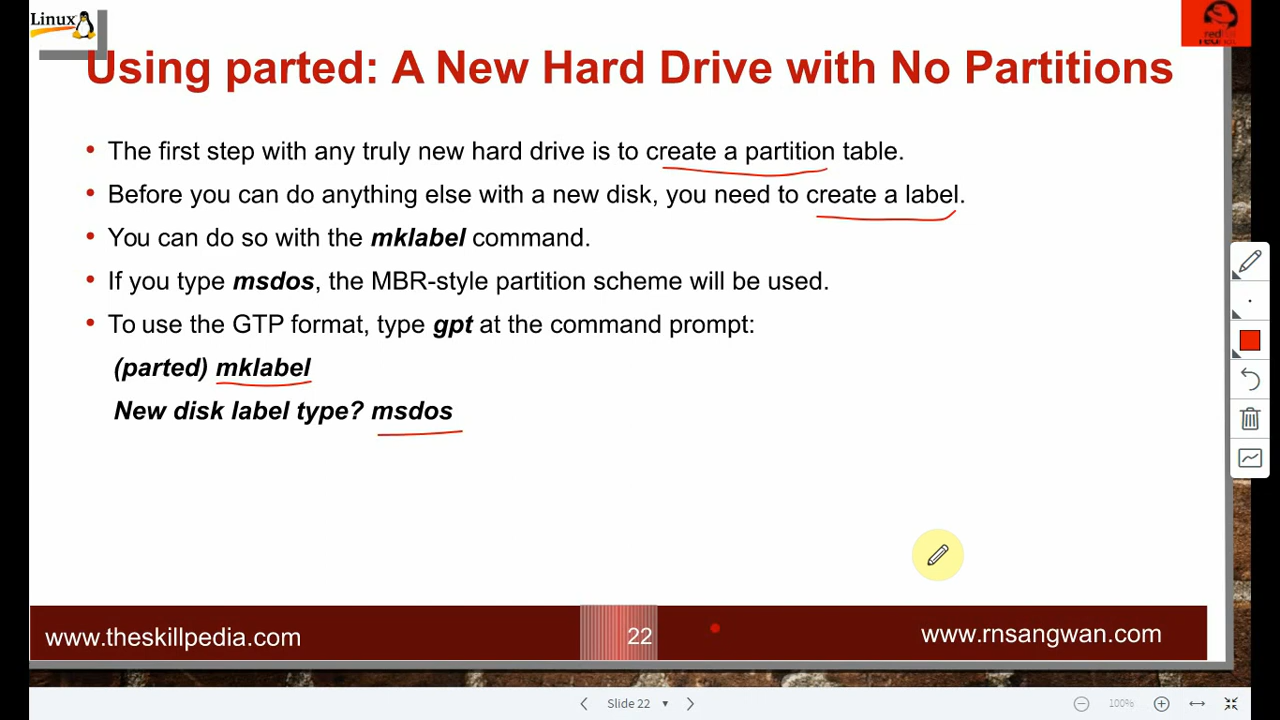 Linux
Using parted: A New Hard Drive with No Partitions
• The first step with any truly new hard drive is to create a partition table.
• Before you can do anything else with a new disk, you need to create a label.
• You can do so with the mklabel command.
• If you type msdos, the MBR-style partition scheme will be used.
• To use the GTP format, type gpt at the command prompt:
(parted) mklabel
New disk label type? msdos
www.theskillpedia.com
22
www.rnsangwan.com
Slide 22
100%